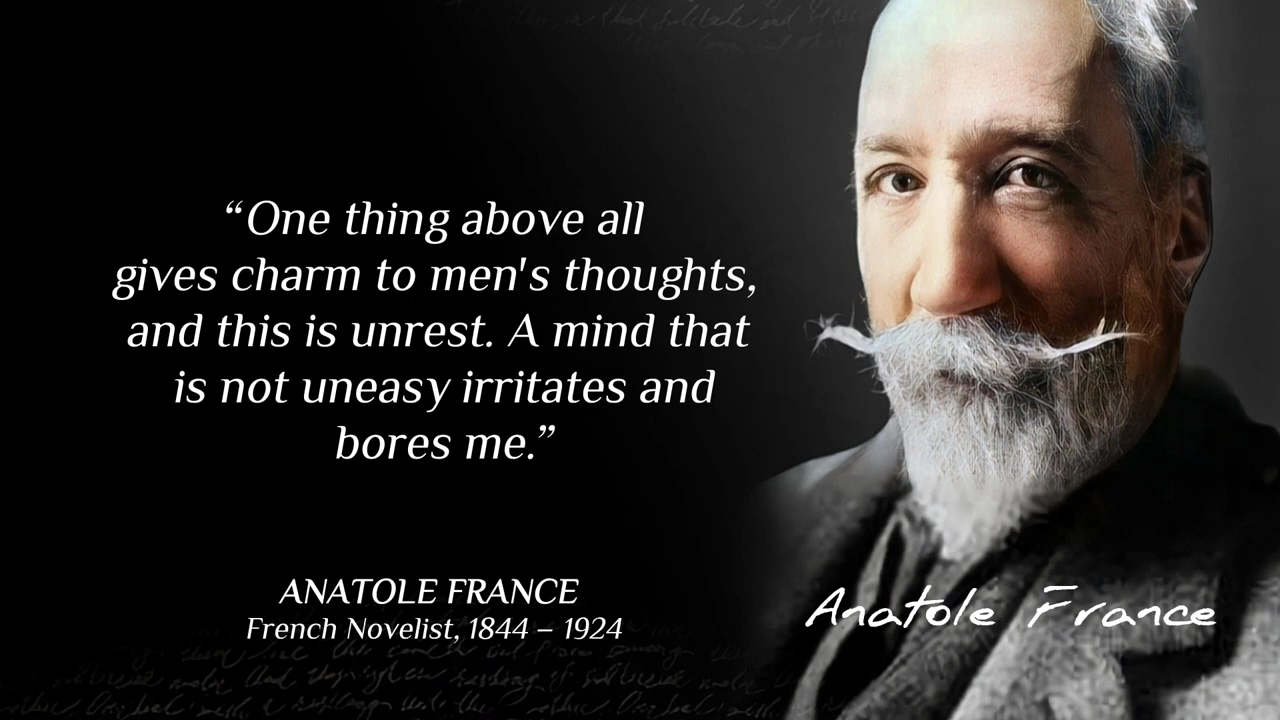 “One thing above all
gives charm to men's thoughts,
and this is unrest. A mind that
is not uneasy irritates and
bores me.”
ANATOLE FRANCE
French Novelist, 1844 – 1924
Anatole France